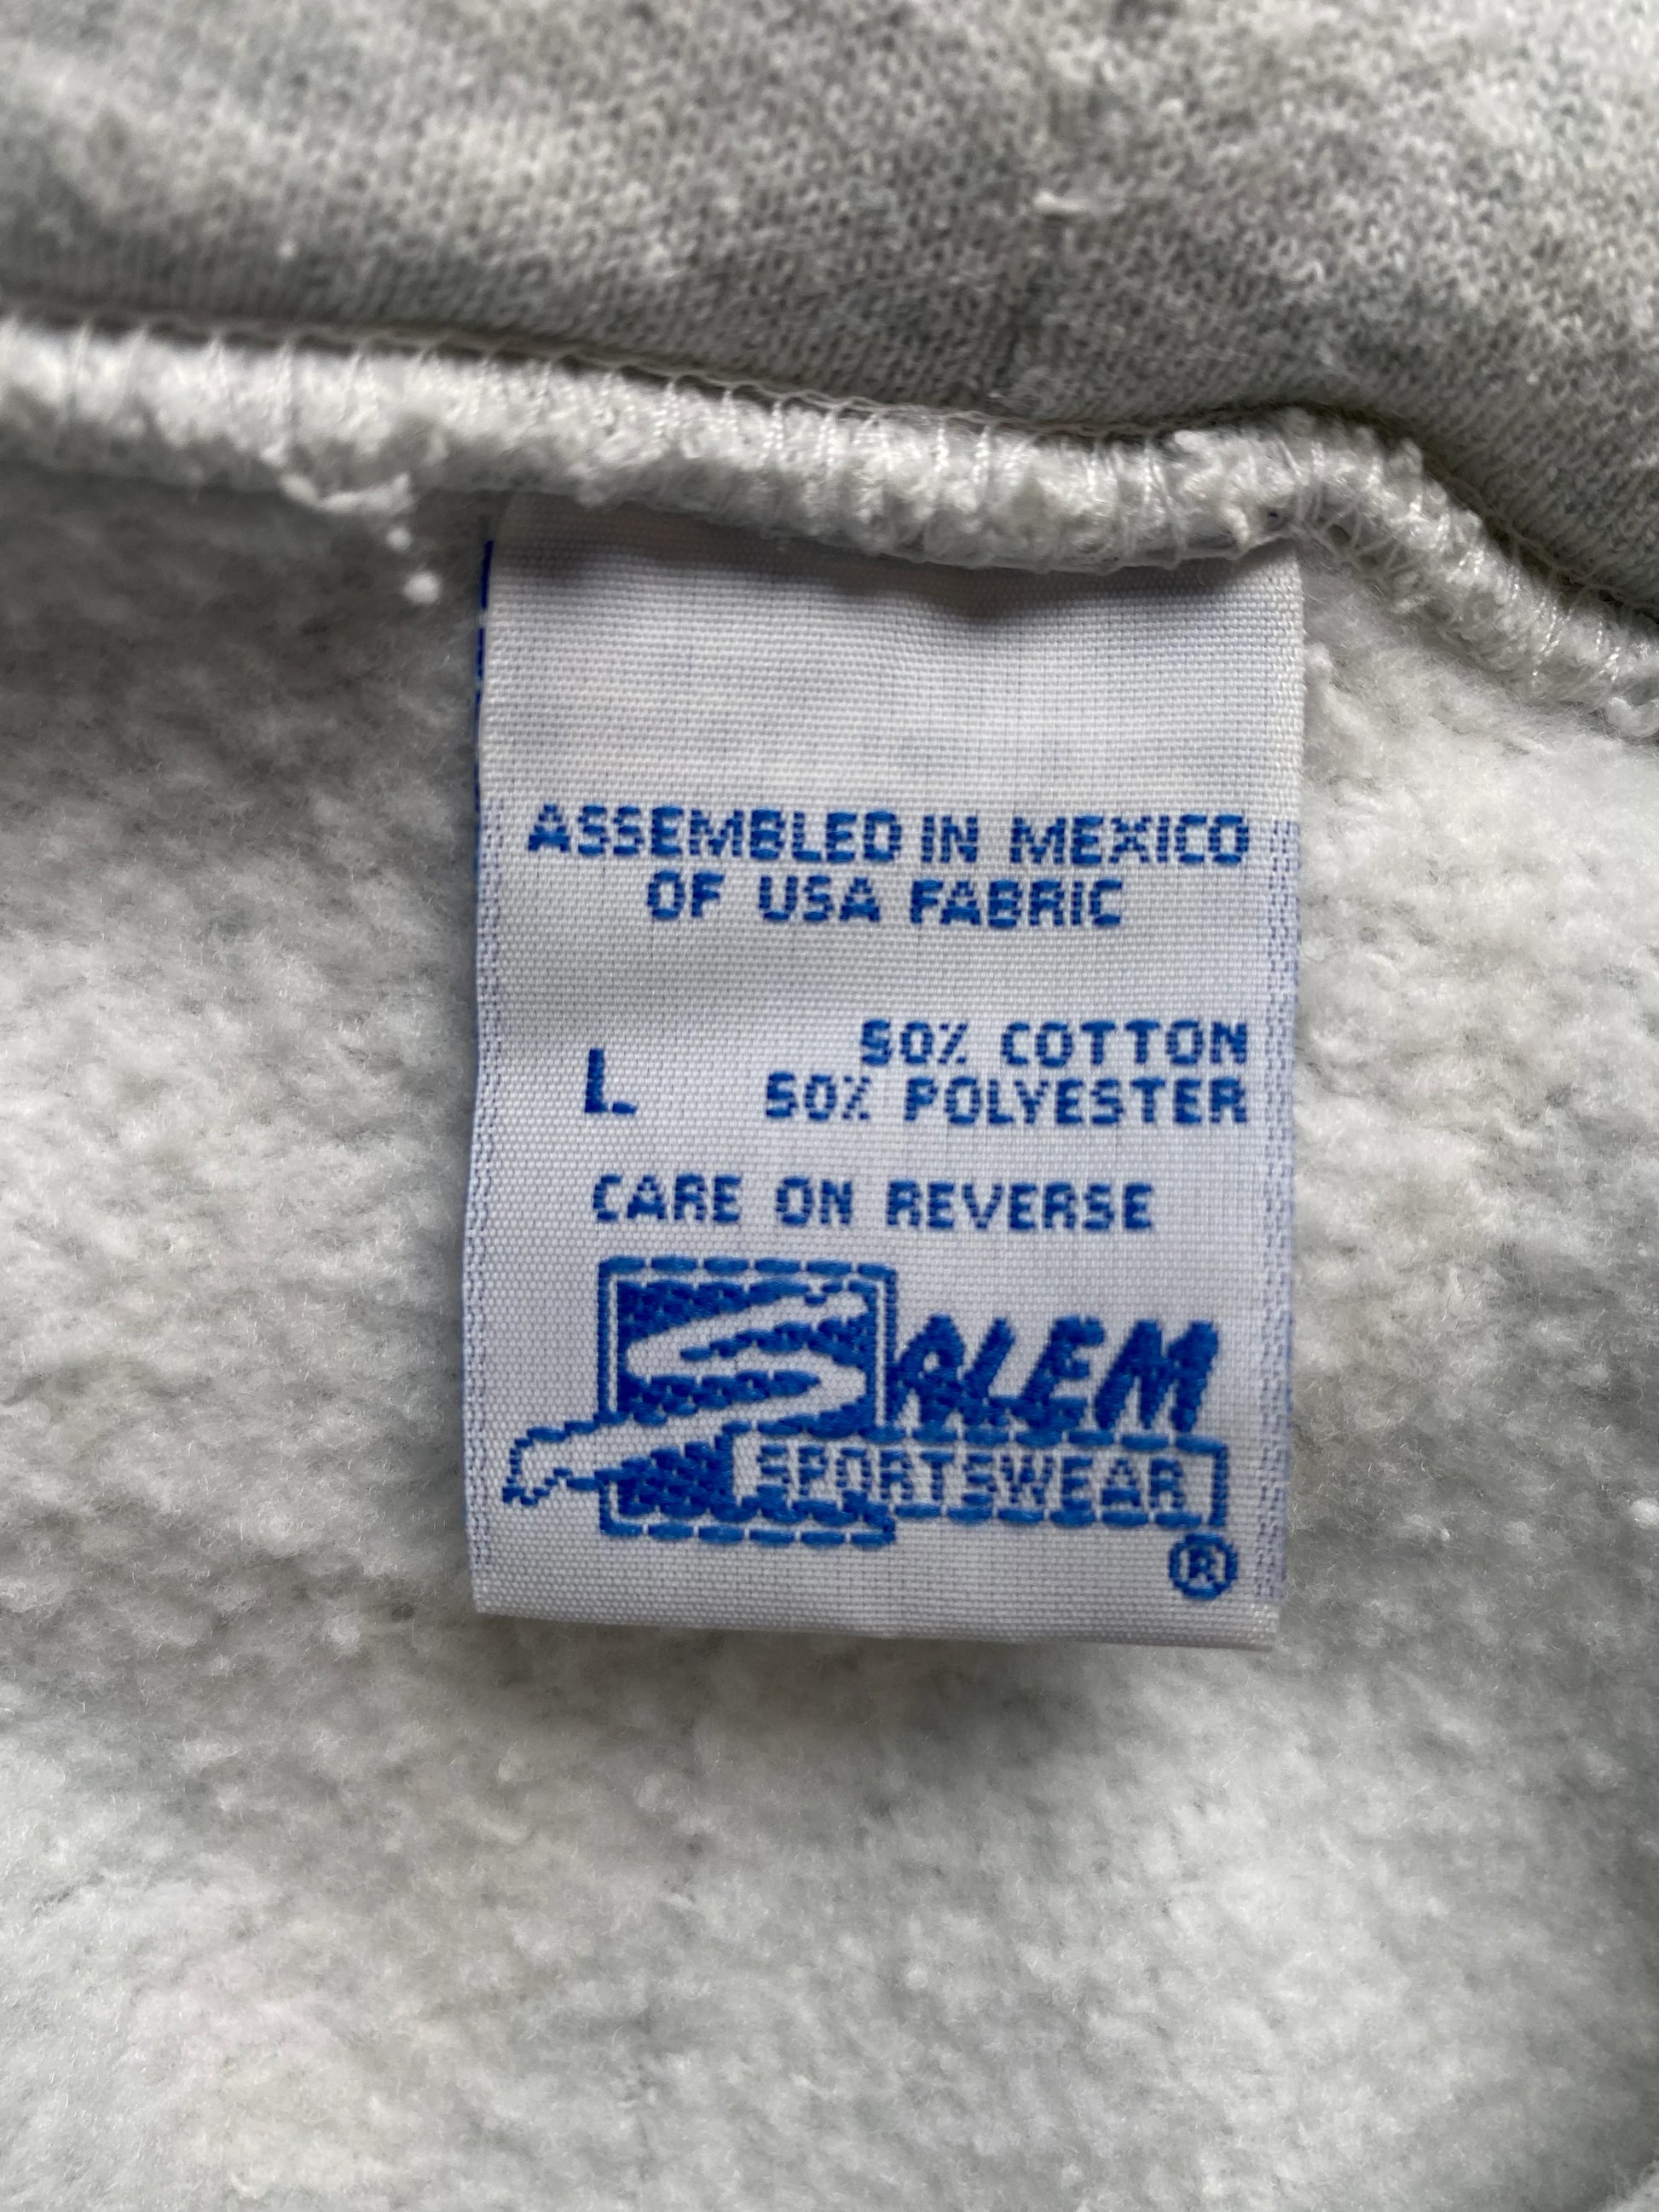 ASSEMBLED IN MEXICO
OF USA FABRIC
L
50% COTTON
50% POLYESTER
CARE ON REVERSE
SALEM
SPORTSWEAR
®